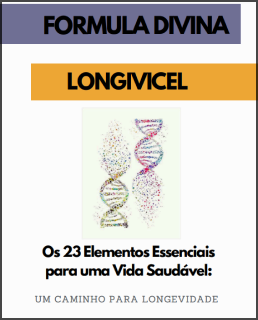 FORMULA DIVINA
LONGIVICEL
Os 23 Elementos Essenciais
para uma Vida Saudável:
UM CAMINHO PARA LONGEVIDADE